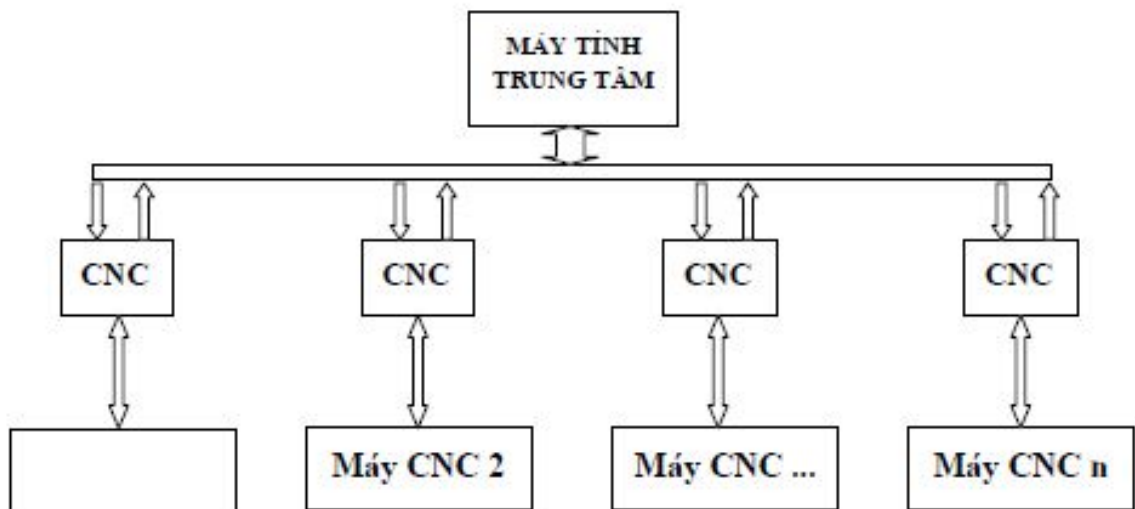 MÁY TÍNH
TRUNG TÂM
CNC
CNC
CNC
CNC
Máy CNC 2
Máy CNC ...
Máy CNC n